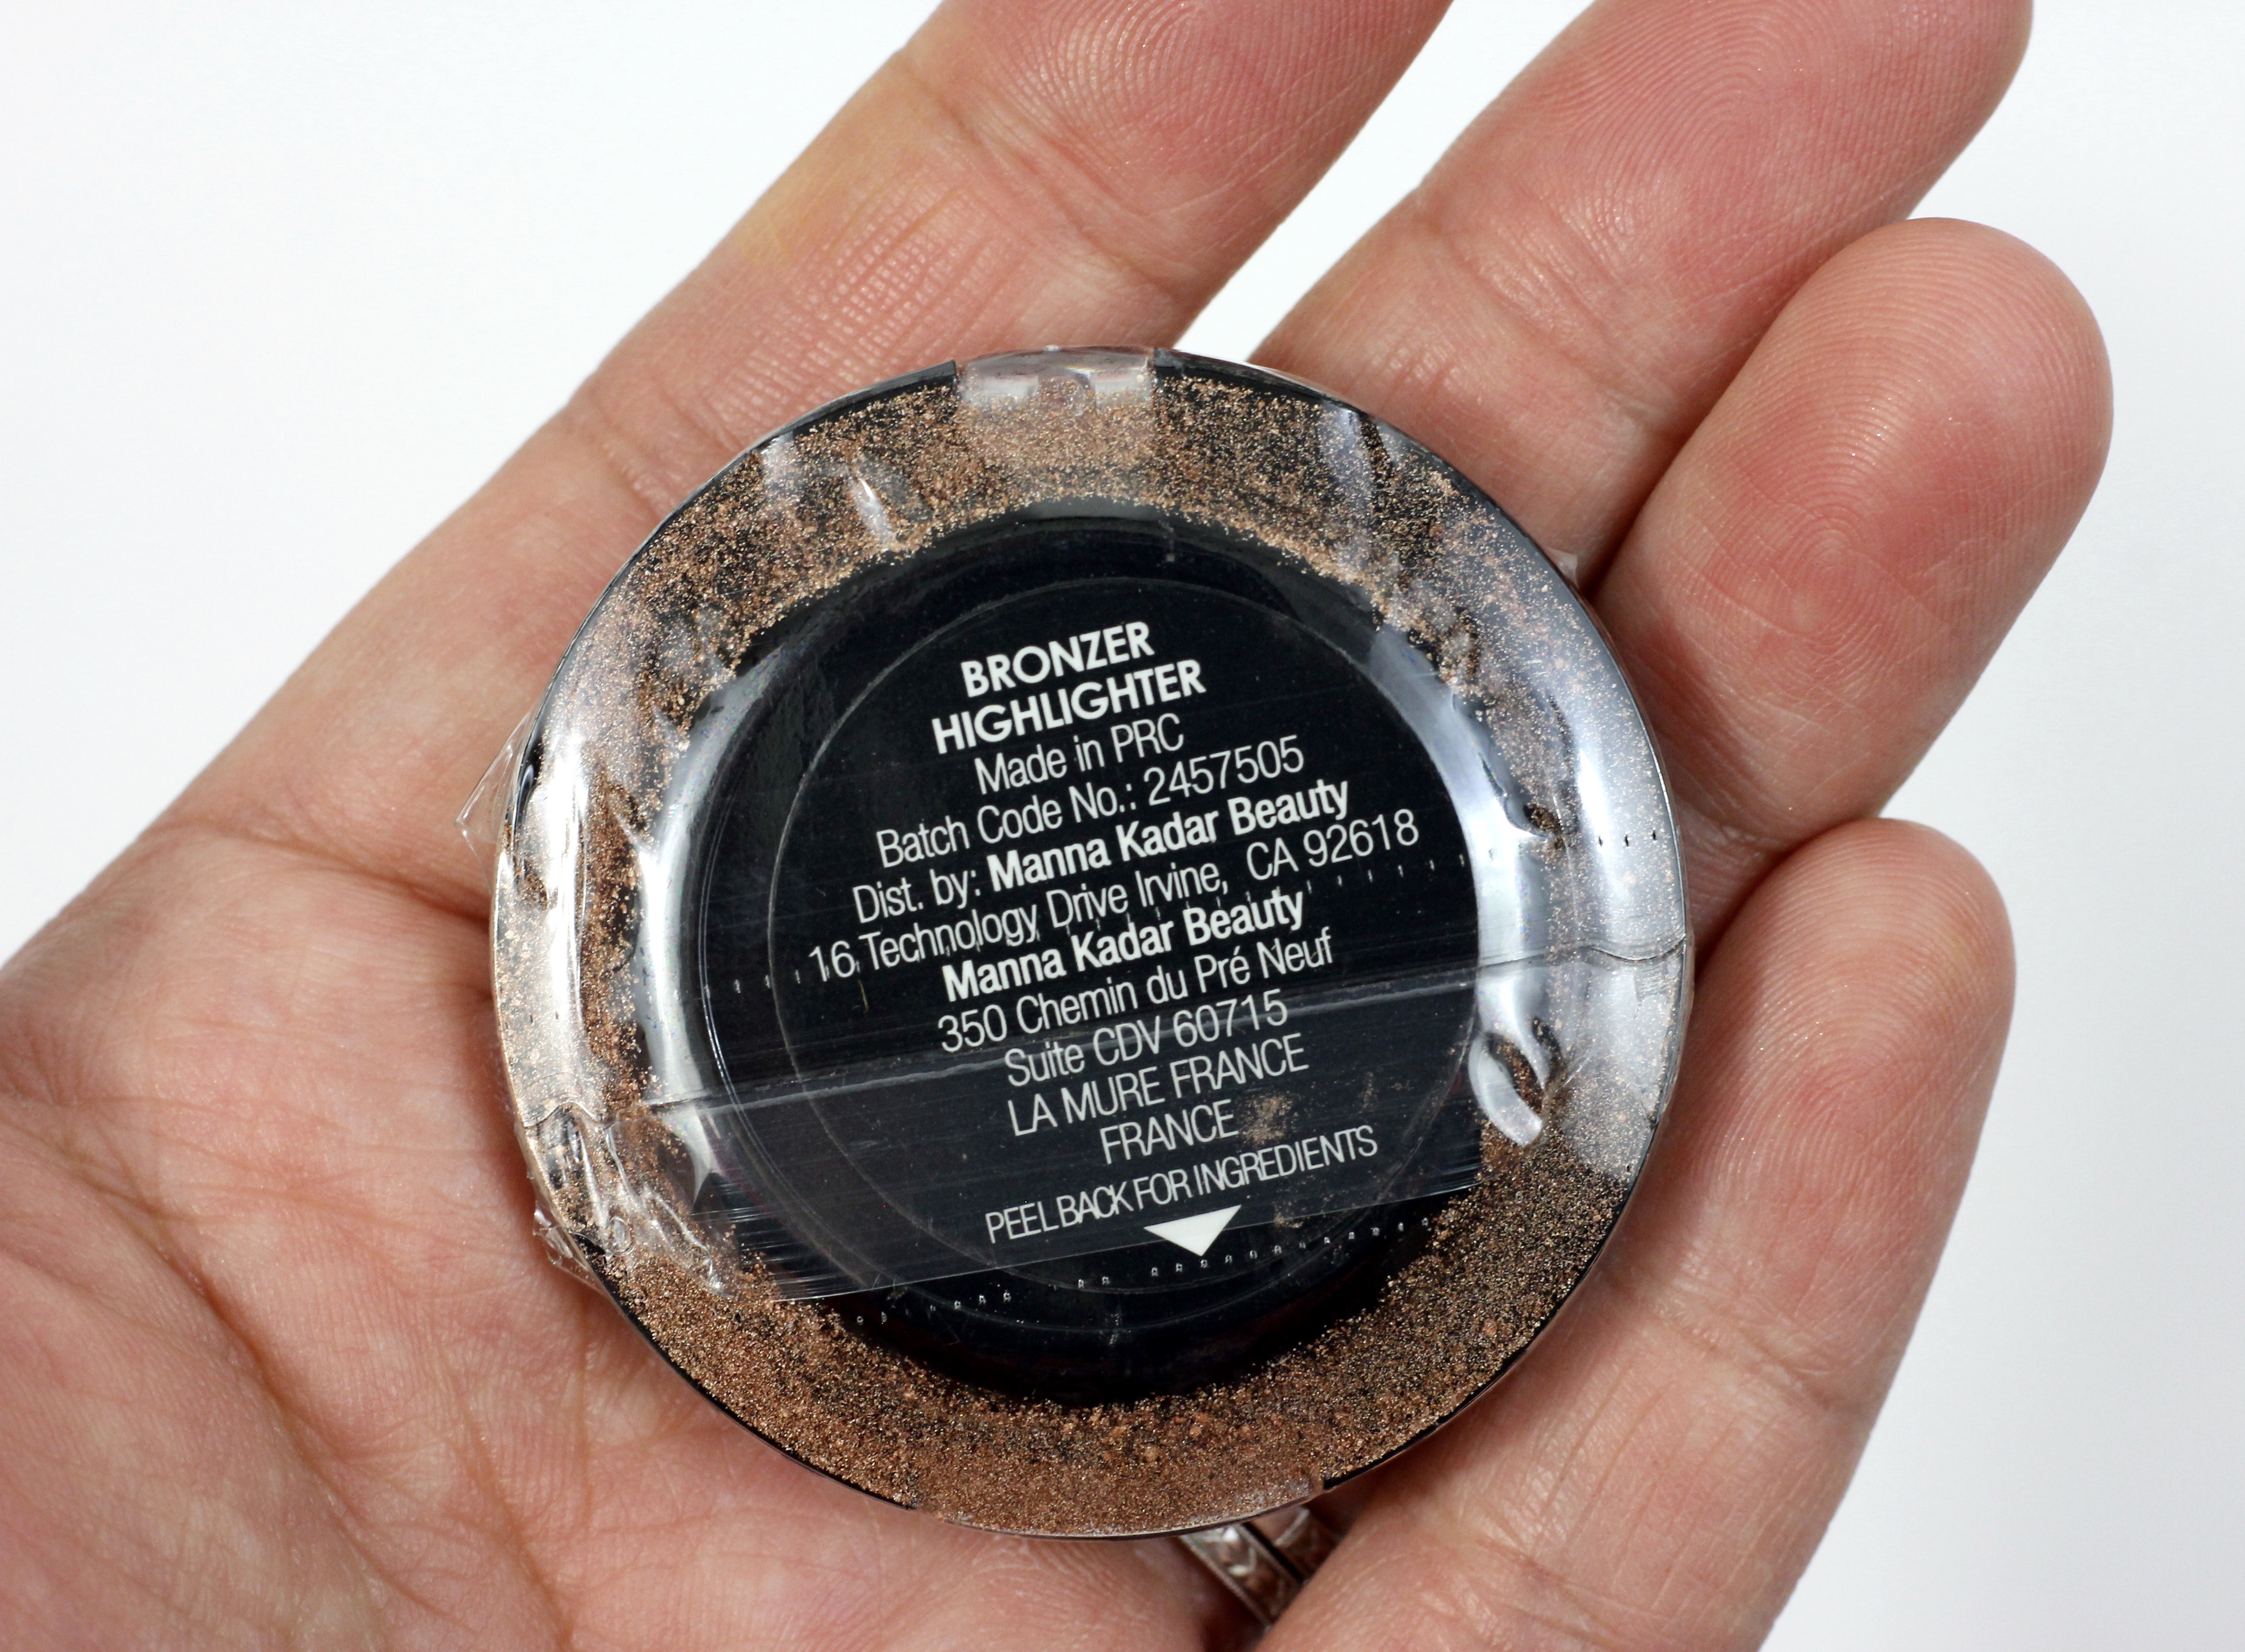 BRONZER
HIGHLIGHTER
Made in PRC
Batch Code No.: 2457505
Dist. by: Manna Kadar Beauty
16 Technology Drive Irvine, CA 92618
Manna Kadar Beauty
350 Chemin du Pré Neuf
Suite CDV 60715
LA MURE FRANCE
FRANCE
PEEL BACK FOR INGREDIENTS